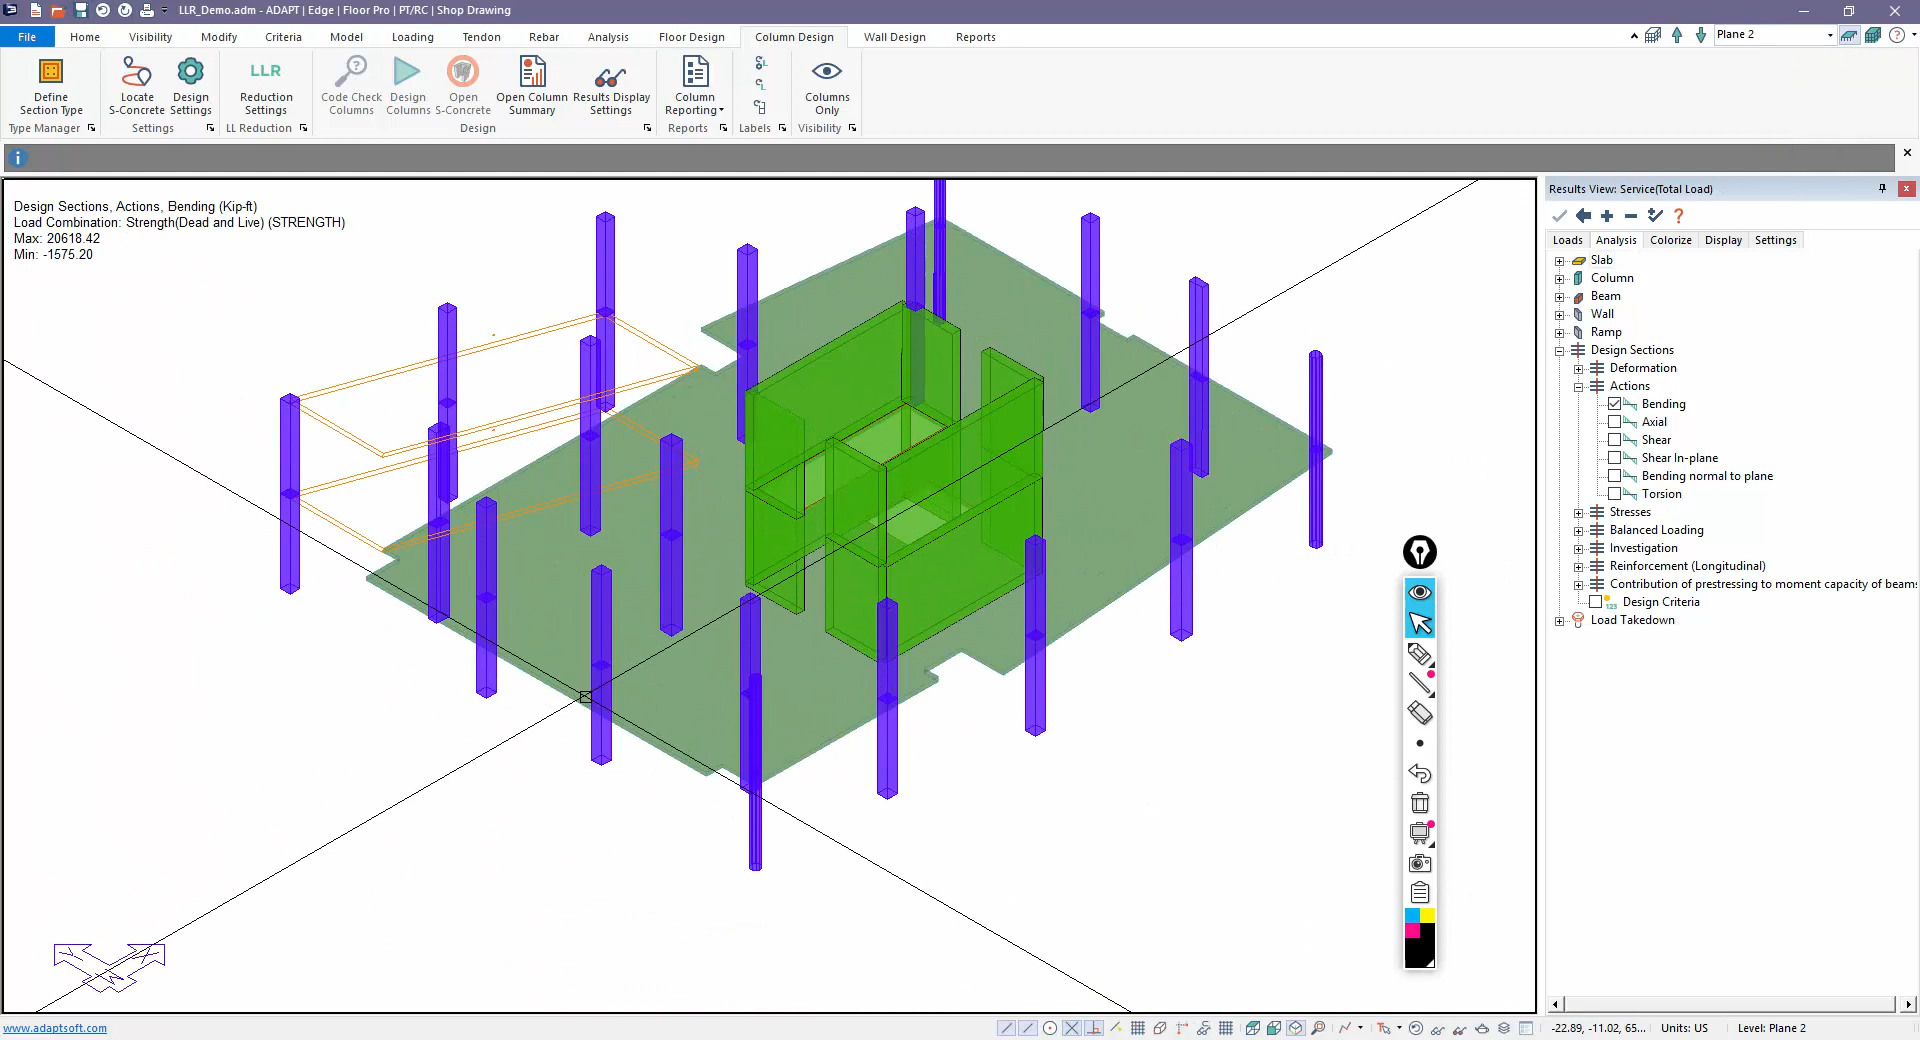 LLR_Demo.adm - ADAPT | Edge | Floor Pro | PT/RC | Shop Drawing
File Home Visibility Modify Criteria Model Loading Tendon Rebar Analysis Floor Design Column Design Wall Design Reports
Plane 2
LLR
Define Section Type
Locate S-Concrete
Design Settings
Reduction Settings
Code Check Columns
Design Columns
Open S-Concrete
Open Column Summary
Results Display Settings
Column Reporting
Columns Only
Type Manager Settings LL Reduction Design Reports Labels Visibility
Design Sections, Actions, Bending (Kip-ft)
Load Combination: Strength(Dead and Live) (STRENGTH)
Max: 20618.42
Min: -1575.20
Results View: Service(Total Load)
Loads Analysis Colorize Display Settings
Slab
Column
Beam
Wall
Ramp
Design Sections
Deformation
Actions
Bending
Axial
Shear
Shear In-plane
Bending normal to plane
Torsion
Stresses
Balanced Loading
Investigation
Reinforcement (Longitudinal)
Contribution of prestressing to moment capacity of beams
Design Criteria
Load Takedown
www.adaptsoft.com
-22.89, -11.02, 65... Units: US Level: Plane 2